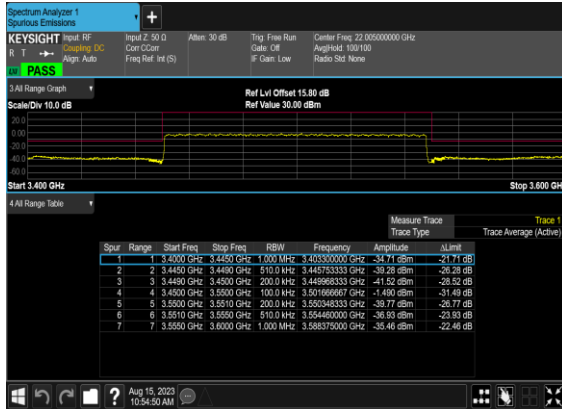 Spectrum Analyzer 1
Spurious Emissions
KEYSIGHT Input: RF Input Z: 50 Ω Atten: 30 dB Trig: Free Run Center Freq: 22.005000000 GHz
R T Coupling: DC Corr CCorr Gate: Off Avg|Hold: 100/100
Align: Auto Freq Ref: Int (S) IF Gain: Low Radio Std: None
PASS
3 All Range Graph
Ref Lvl Offset 15.80 dB
Scale/Div 10.0 dB Ref Value 30.00 dBm
20.0
0.00
-20.0
-40.0
-60.0
Start 3.400 GHz Stop 3.600 GH
4 All Range Table
Measure Trace Trace 1
Trace Type Trace Average (Active)
Spur Range Start Freq Stop Freq RBW Frequency Amplitude ΔLimit
1 1 3.4000 GHz 3.4450 GHz 1.000 MHz 3.403300000 GHz -34.71 dBm -21.71 dB
2 2 3.4450 GHz 3.4490 GHz 510.0 kHz 3.445753333 GHz -39.28 dBm -26.28 dB
3 3 3.4490 GHz 3.4500 GHz 200.0 kHz 3.449968333 GHz -41.52 dBm -28.52 dB
4 4 3.4500 GHz 3.5500 GHz 100.0 kHz 3.501666667 GHz -1.490 dBm -31.49 dB
5 5 3.5500 GHz 3.5510 GHz 200.0 kHz 3.550348333 GHz -39.77 dBm -26.77 dB
6 6 3.5510 GHz 3.5550 GHz 510.0 kHz 3.554460000 GHz -36.93 dBm -23.93 dB
7 7 3.5550 GHz 3.6000 GHz 1.000 MHz 3.588375000 GHz -35.46 dBm -22.46 dB
Aug 15, 2023
10:54:50 AM